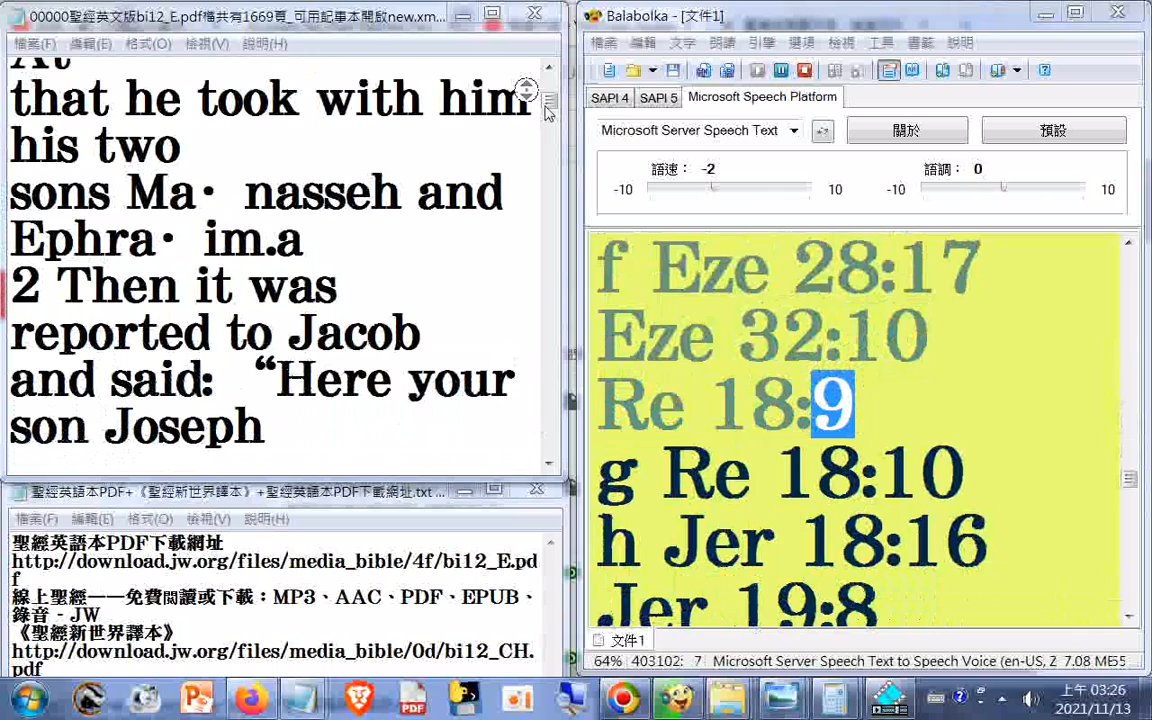 00000聖經英文版bi12_E.pdf檔共有1669頁_可用記事本開啟new.xm...
檔案(F) 編輯(E) 格式(O) 檢視(V) 說明(H)
At
that he took with him
his two
sons Ma· nasseh and
Ephra· im.a
2 Then it was
reported to Jacob
and said: “Here your
son Joseph
聖經英語本PDF+《聖經新世界譯本》+聖經英語本PDF下載網址.txt ...
檔案(F) 編輯(E) 格式(O) 檢視(V) 說明(H)
聖經英語本PDF下載網址
http://download.jw.org/files/media_bible/4f/bi12_E.pd
f
線上聖經——免費閱讀或下載：MP3、AAC、PDF、EPUB、
錄音 - JW
《聖經新世界譯本》
http://download.jw.org/files/media_bible/0d/bi12_CH.
pdf
Balabolka - [文件1]
檔案 編輯 文字 朗讀 引擎 選項 檢視 工具 書籤 說明
SAPI 4 SAPI 5 Microsoft Speech Platform
Microsoft Server Speech Text 關於 預設
語速： -2 語調： 0
-10 10 -10 10
f Eze 28:17
Eze 32:10
Re 18:9
g Re 18:10
h Jer 18:16
Jer 19:8
文件1
64% 403102: 7 Microsoft Server Speech Text to Speech Voice (en-US, Z 7.08 ME55
上午 03:26
2021/11/13